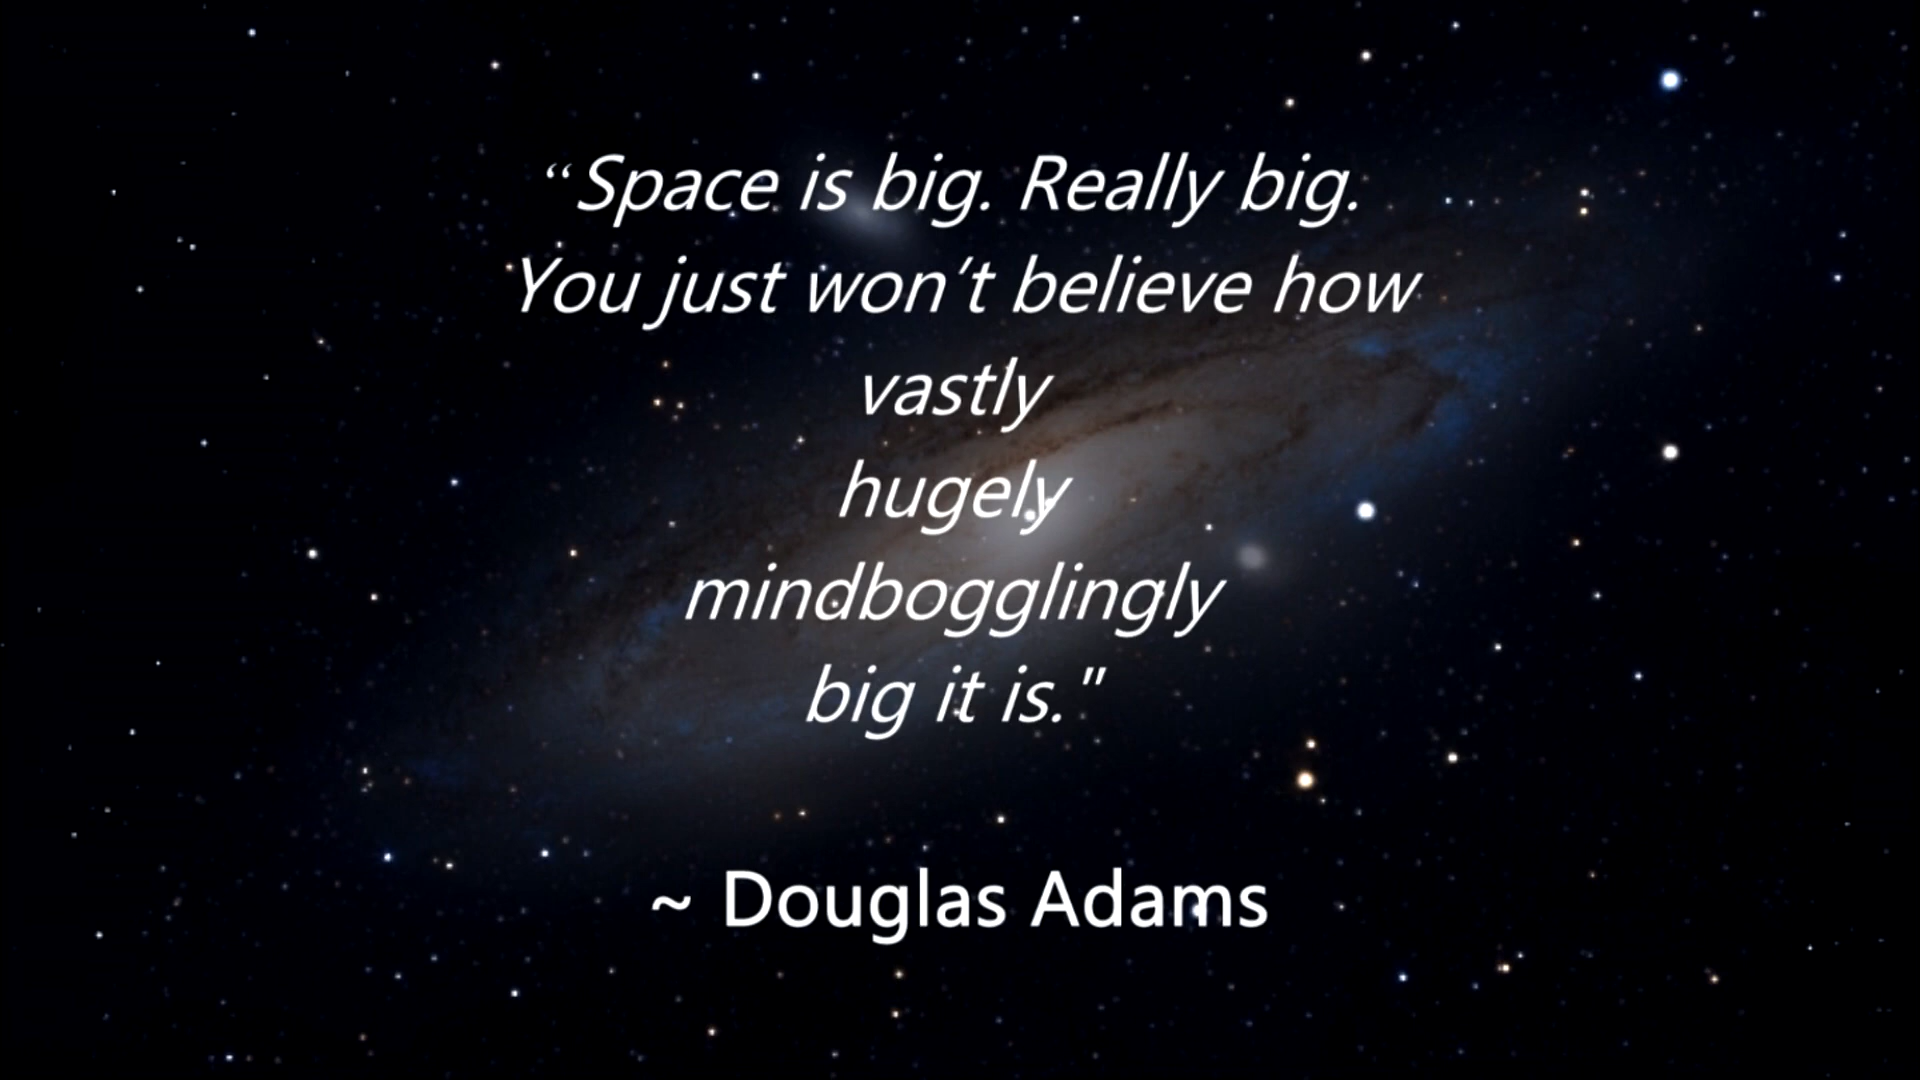 “Space is big. Really big.
You just won’t believe how
vastly
hugely
mindbogglingly
big it is."
~ Douglas Adams